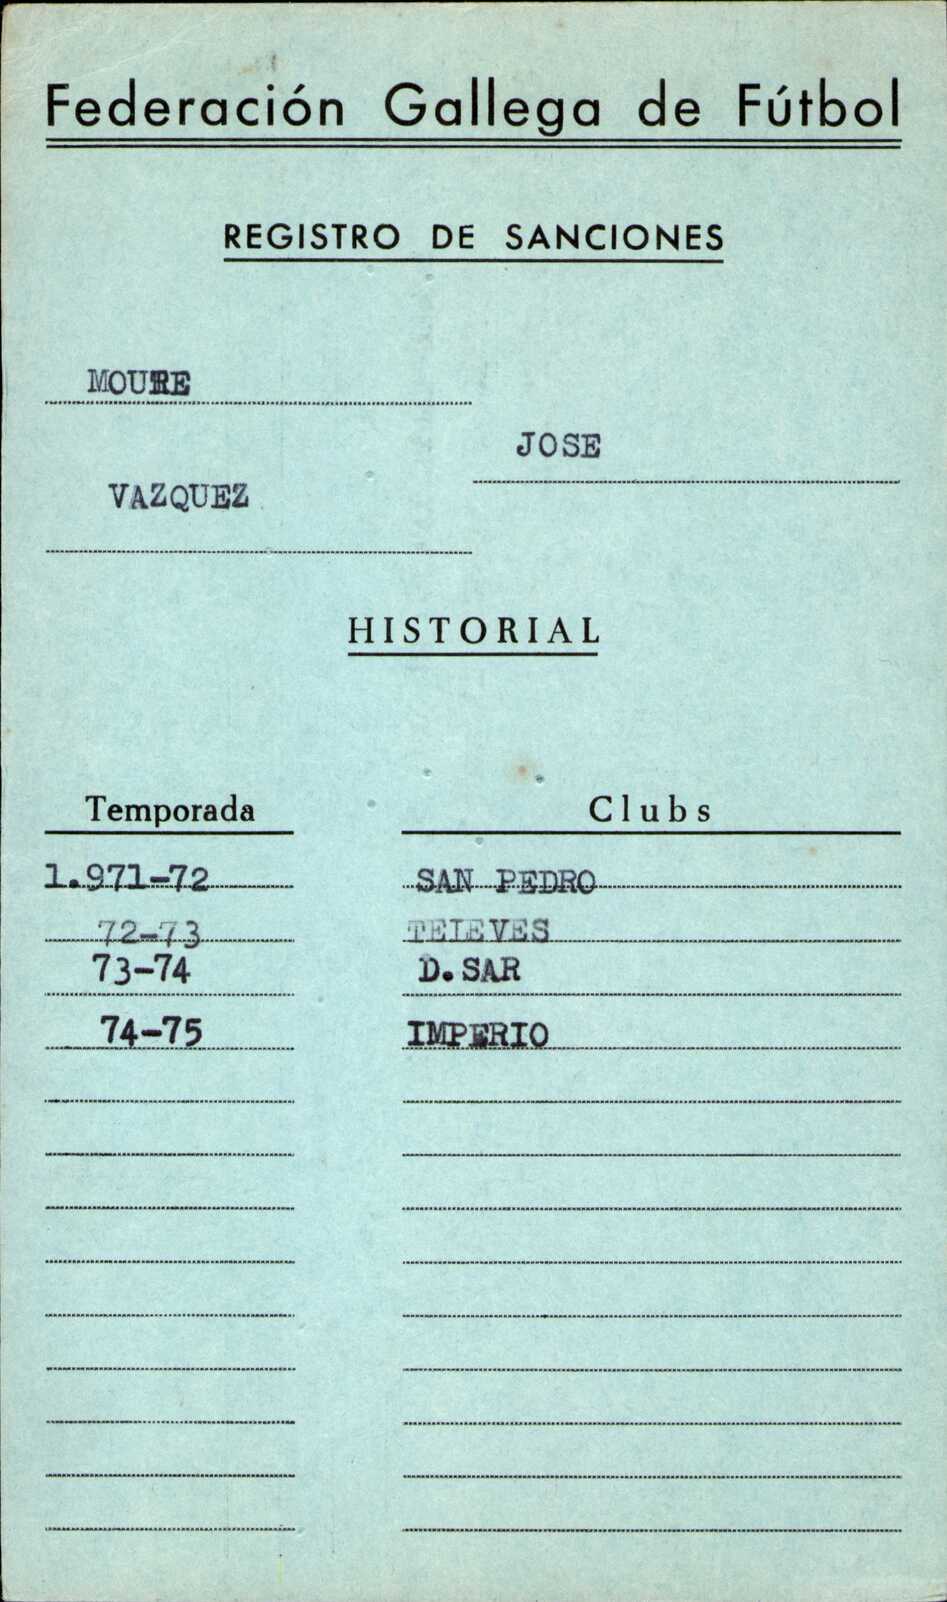 Federación Gallega de Fútbol
REGISTRO DE SANCIONES
MOURE
JOSE
VAZQUEZ
HISTORIAL
Temporada Clubs
1.971-72 SAN PEDRO
72-73 TELEVES
73-74 D.SAR
74-75 IMPERIO